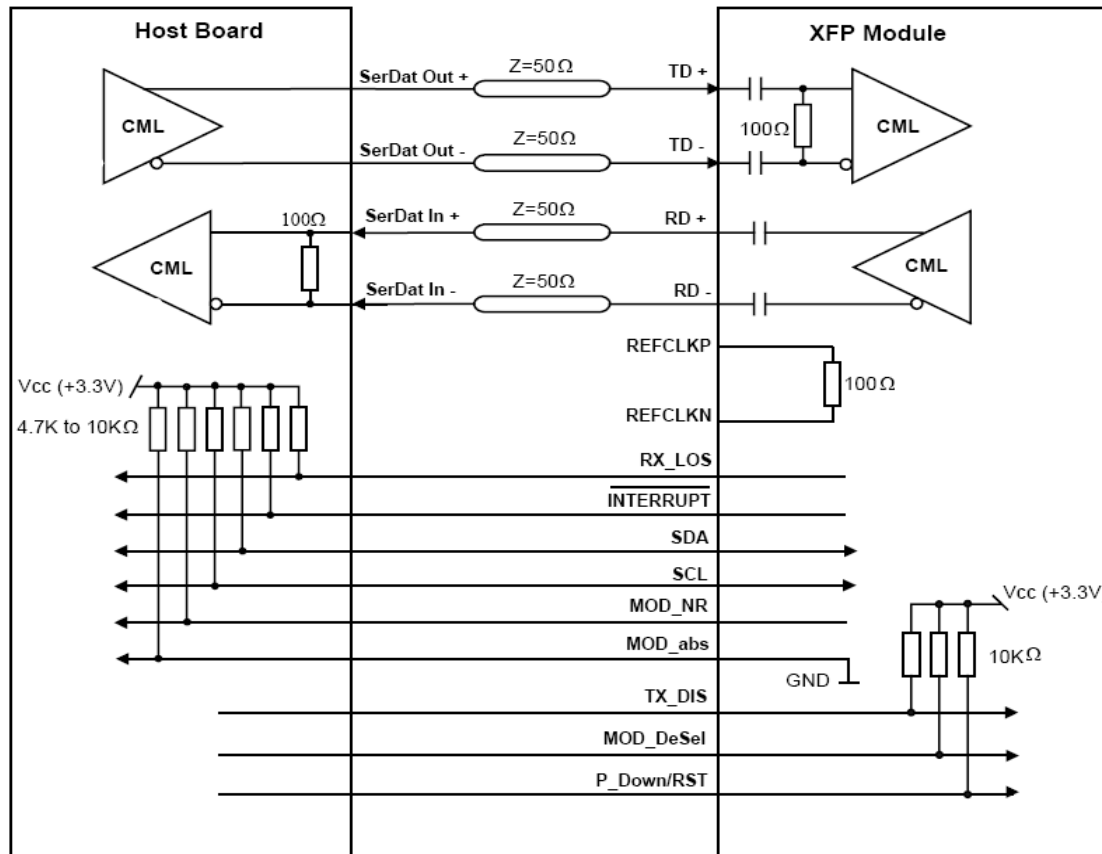 Host Board
XFP Module
SerDat Out +
Z=50Ω
TD +
CML
100Ω
CML
SerDat Out -
Z=50Ω
TD -
100Ω
SerDat In +
Z=50Ω
RD +
CML
CML
SerDat In -
Z=50Ω
RD -
REFCLKP
Vcc (+3.3V)
100Ω
4.7K to 10KΩ
REFCLKN
RX_LOS
INTERRUPT
SDA
SCL
MOD_NR
Vcc (+3.3V
MOD_abs
10KΩ
GND
TX_DIS
MOD_DeSel
P_Down/RST